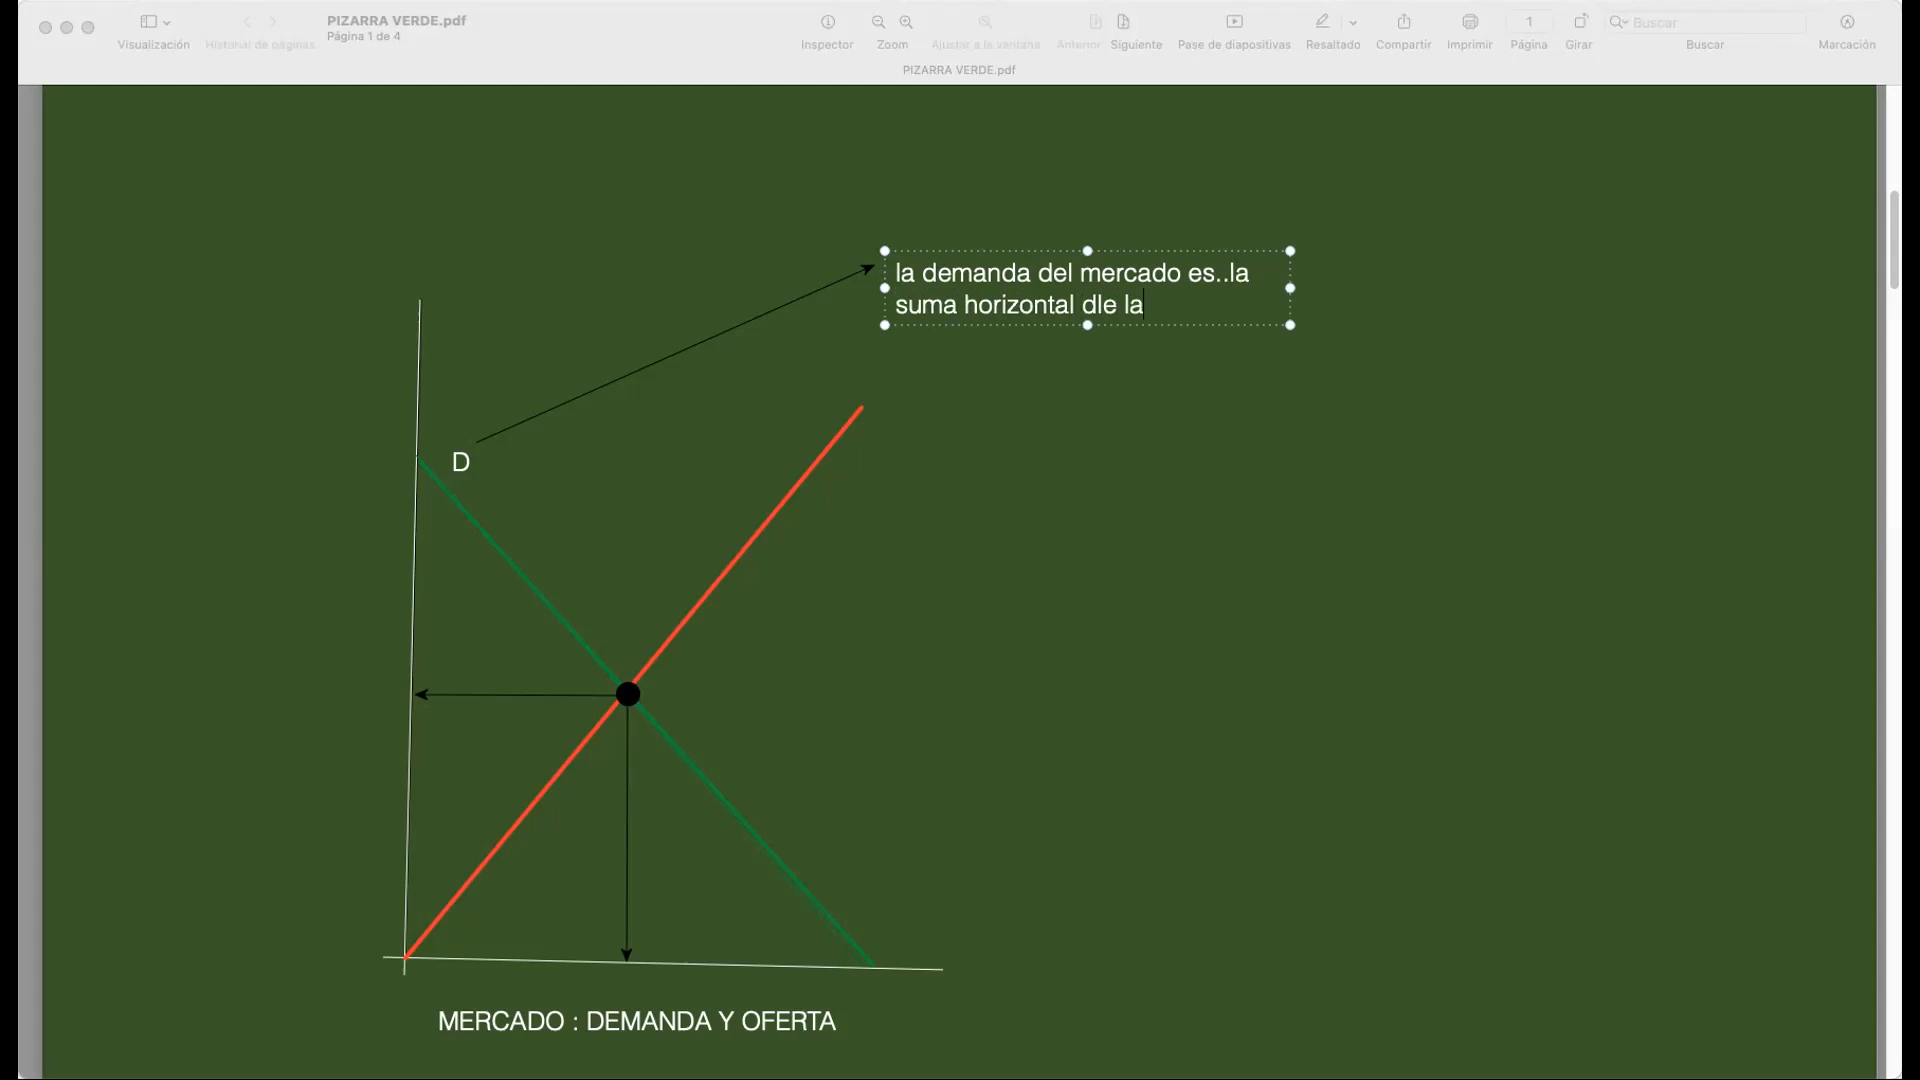 PIZARRA VERDE.pdf
Página 1 de 4
Visualización
Historial de páginas
Inspector
Zoom
Ajustar a la ventana
Anterior
Siguiente
Pase de diapositivas
Resaltado
Compartir
Imprimir
1
Página
Girar
Buscar
Buscar
Marcación
PIZARRA VERDE.pdf
la demanda del mercado es..la
suma horizontal dle la
D
MERCADO : DEMANDA Y OFERTA